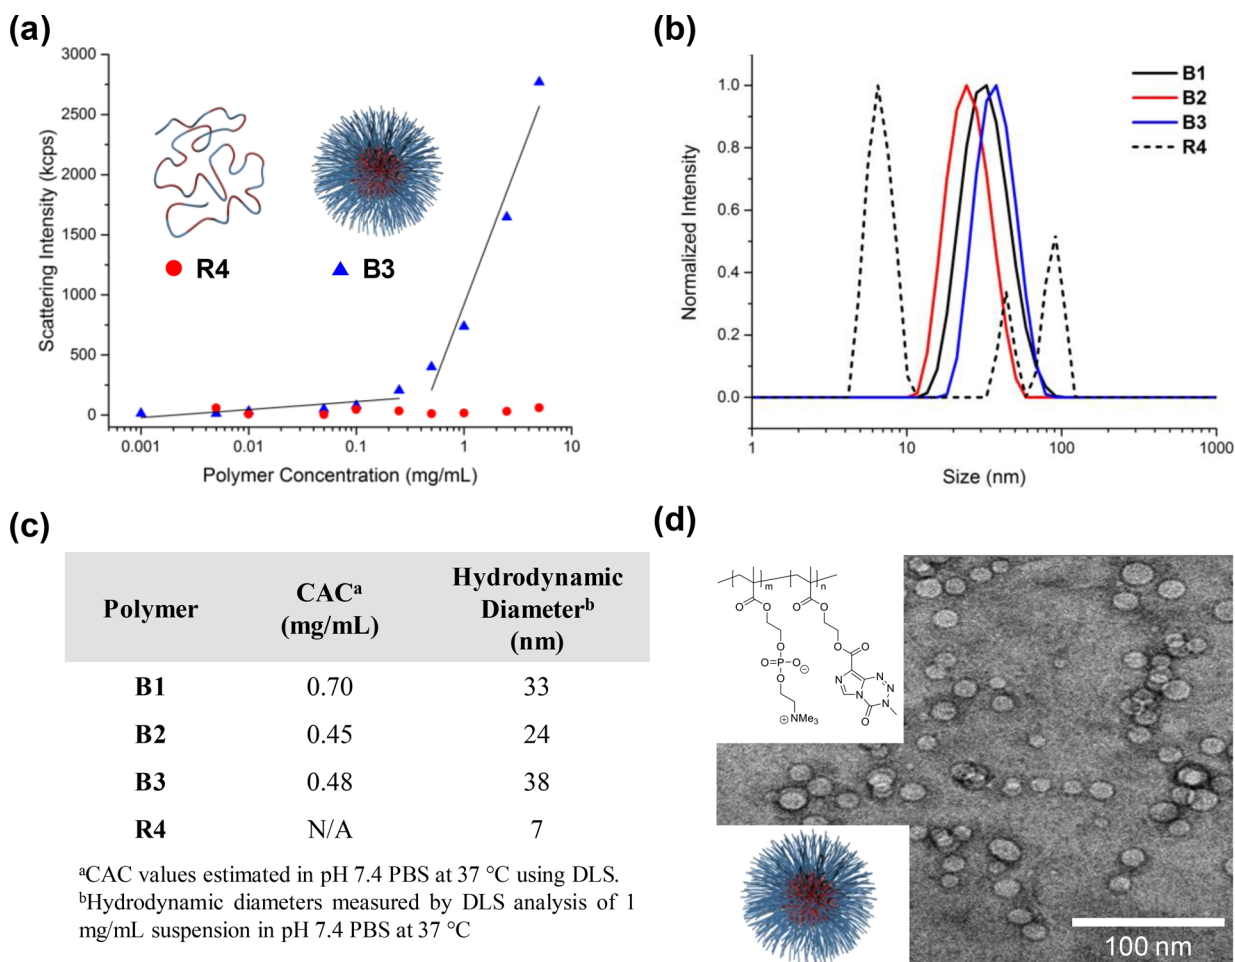 (a)
3000
2500
2000
1500
1000
500
0
Scattering Intensity (kcps)
R4
B3
0.001
0.01
0.1
1
10
Polymer Concentration (mg/mL)
(b)
1.0
0.8
0.6
0.4
0.2
0.0
Normalized Intensity
B1
B2
B3
R4
1
10
100
1000
Size (nm)
(c)
Polymer
CACᵃ
(mg/mL)
Hydrodynamic
Diameterᵇ
(nm)
B1 0.70 33
B2 0.45 24
B3 0.48 38
R4 N/A 7
ᵃCAC values estimated in pH 7.4 PBS at 37 °C using DLS.
ᵇHydrodynamic diameters measured by DLS analysis of 1
mg/mL suspension in pH 7.4 PBS at 37 °C
(d)
m
n
O
O
O
O
O
O
O
O=P-O⊖
O
N
N
N
N
N
N
O
⊕
NMe₃
100 nm